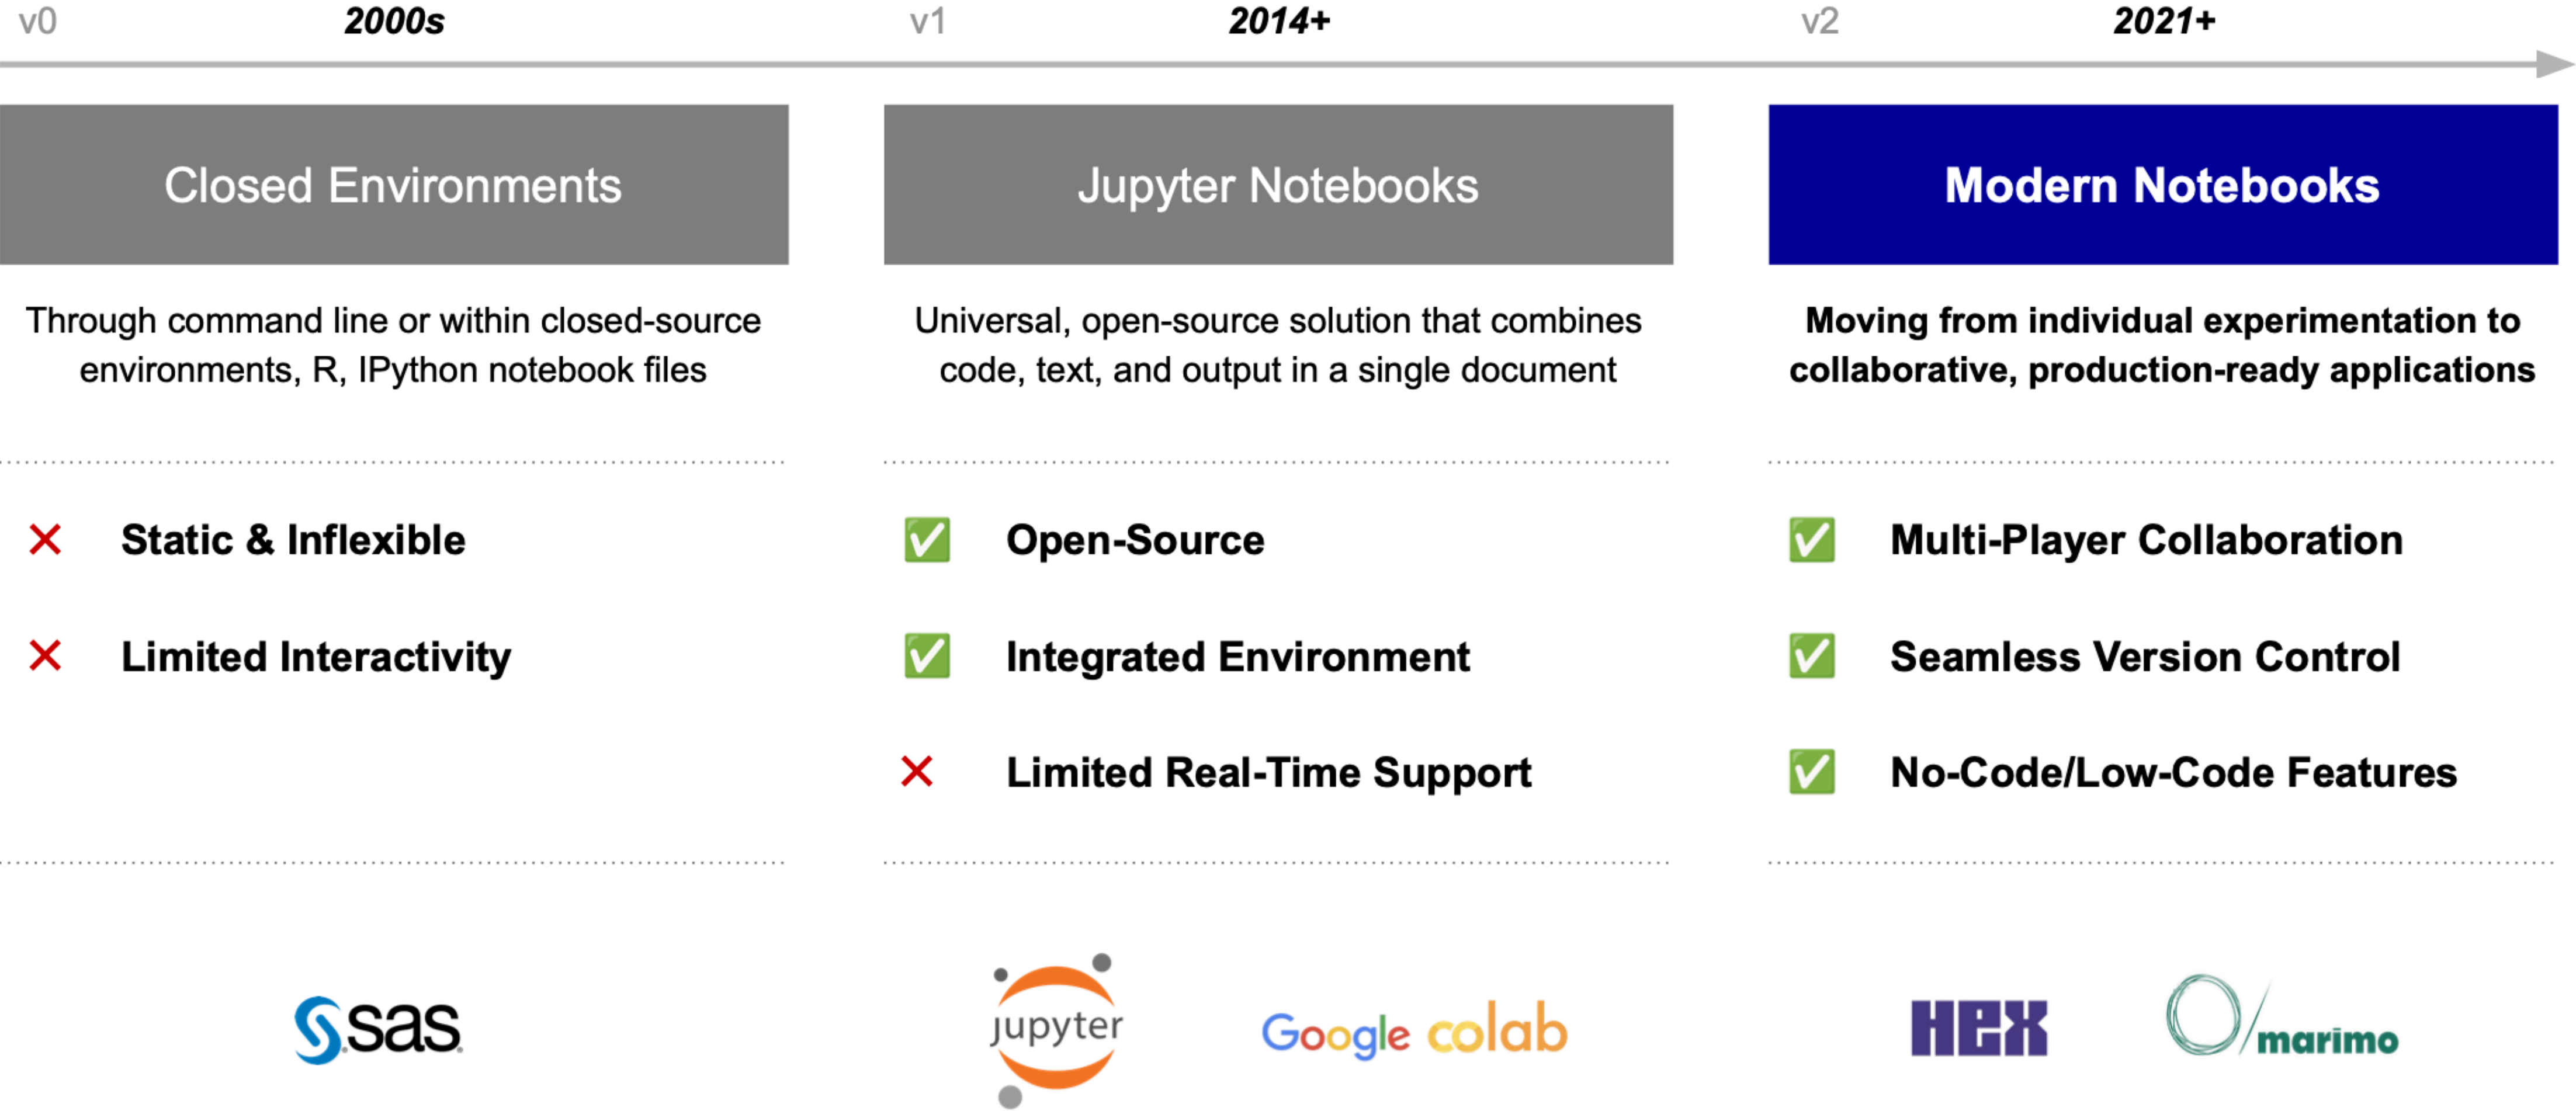 v0
2000s
v1
2014+
v2
2021+
Closed Environments
Through command line or within closed-source
environments, R, IPython notebook files
Static & Inflexible
Limited Interactivity
sas
Jupyter Notebooks
Universal, open-source solution that combines
code, text, and output in a single document
Open-Source
Integrated Environment
Limited Real-Time Support
jupyter
Google colab
Modern Notebooks
Moving from individual experimentation to
collaborative, production-ready applications
Multi-Player Collaboration
Seamless Version Control
No-Code/Low-Code Features
HEX
marimo